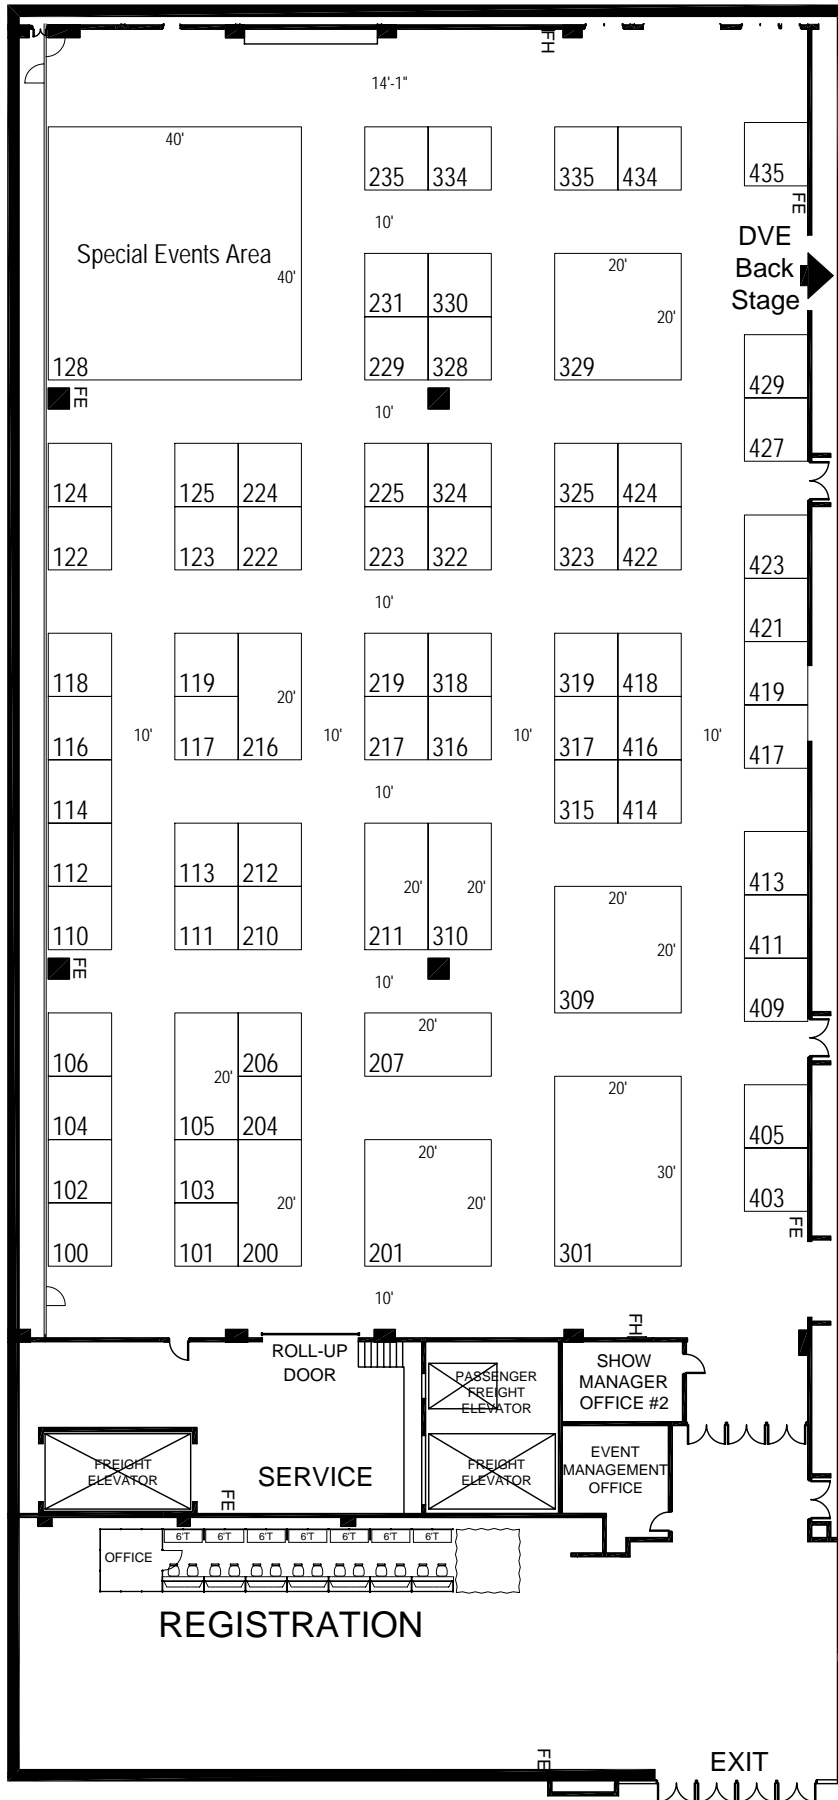 FH
14'-1"
40'
235 334
335 434
435
FE
10'
DVE
Back
Stage
Special Events Area
40'
20'
20'
231 330
229 328
329
128
FE
10'
429
427
124
125 224
225 324
325 424
122
123 222
223 322
323 422
423
10'
421
118
119
20'
219 318
319 418
419
116
10'
117 216
10'
217 316
10'
317 416
10'
417
10'
114
315 414
112
113 212
20'
20'
20'
413
110
111 210
211 310
20'
411
FE
10'
309
409
106
20'
206
20'
207
20'
104
105 204
405
102
103
20'
20'
20'
30'
403
FE
100
101 200
201
301
10'
FH
ROLL-UP
DOOR
PASSENGER
FREIGHT
ELEVATOR
SHOW
MANAGER
OFFICE #2
FREIGHT
ELEVATOR
FE
SERVICE
FREIGHT
ELEVATOR
EVENT
MANAGEMENT
OFFICE
OFFICE
6'T 6'T 6'T 6'T 6'T 6'T 6'T
REGISTRATION
FE
EXIT